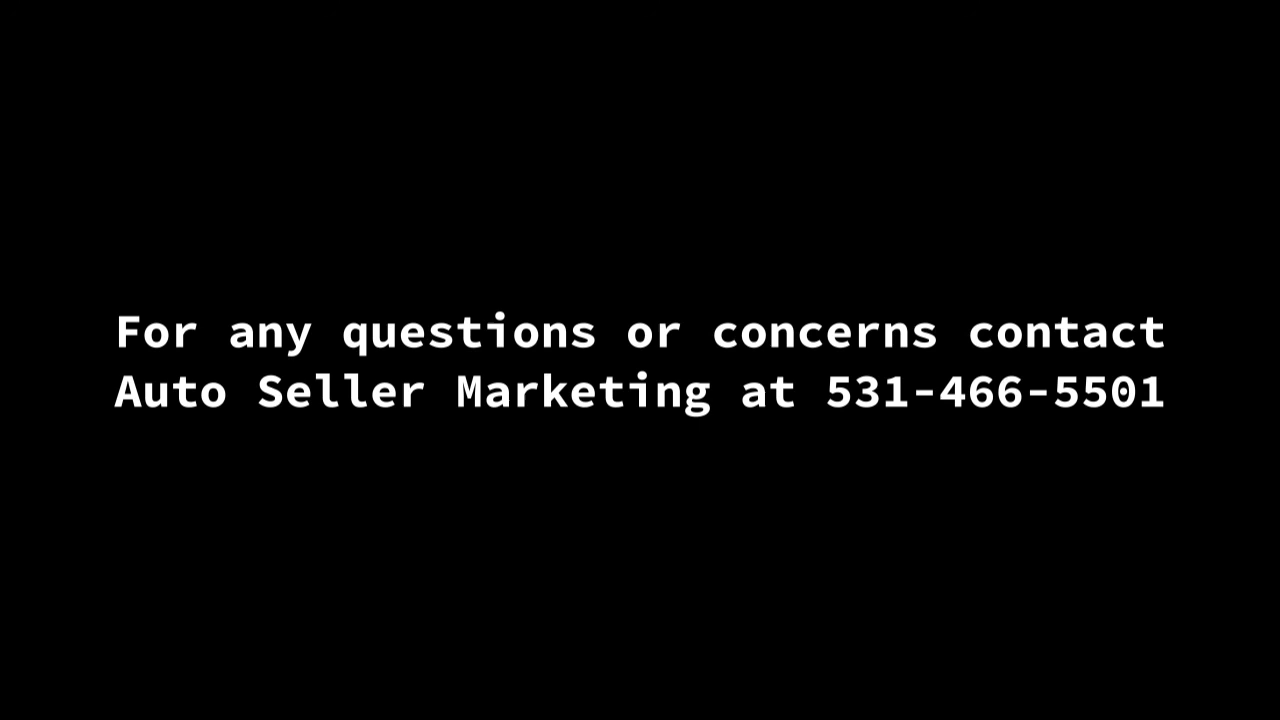 For any questions or concerns contact
Auto Seller Marketing at 531-466-5501